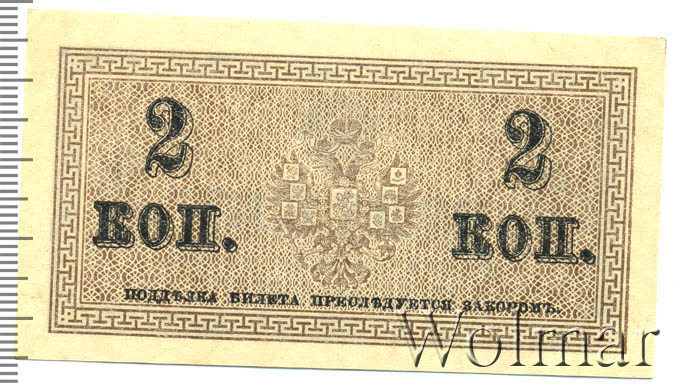 2 2
КОП. КОП.
ПОДДѢЛКА БИЛЕТА ПРЕСЛѢДУЕТСЯ ЗАКОНОМЪ.
Wolmar